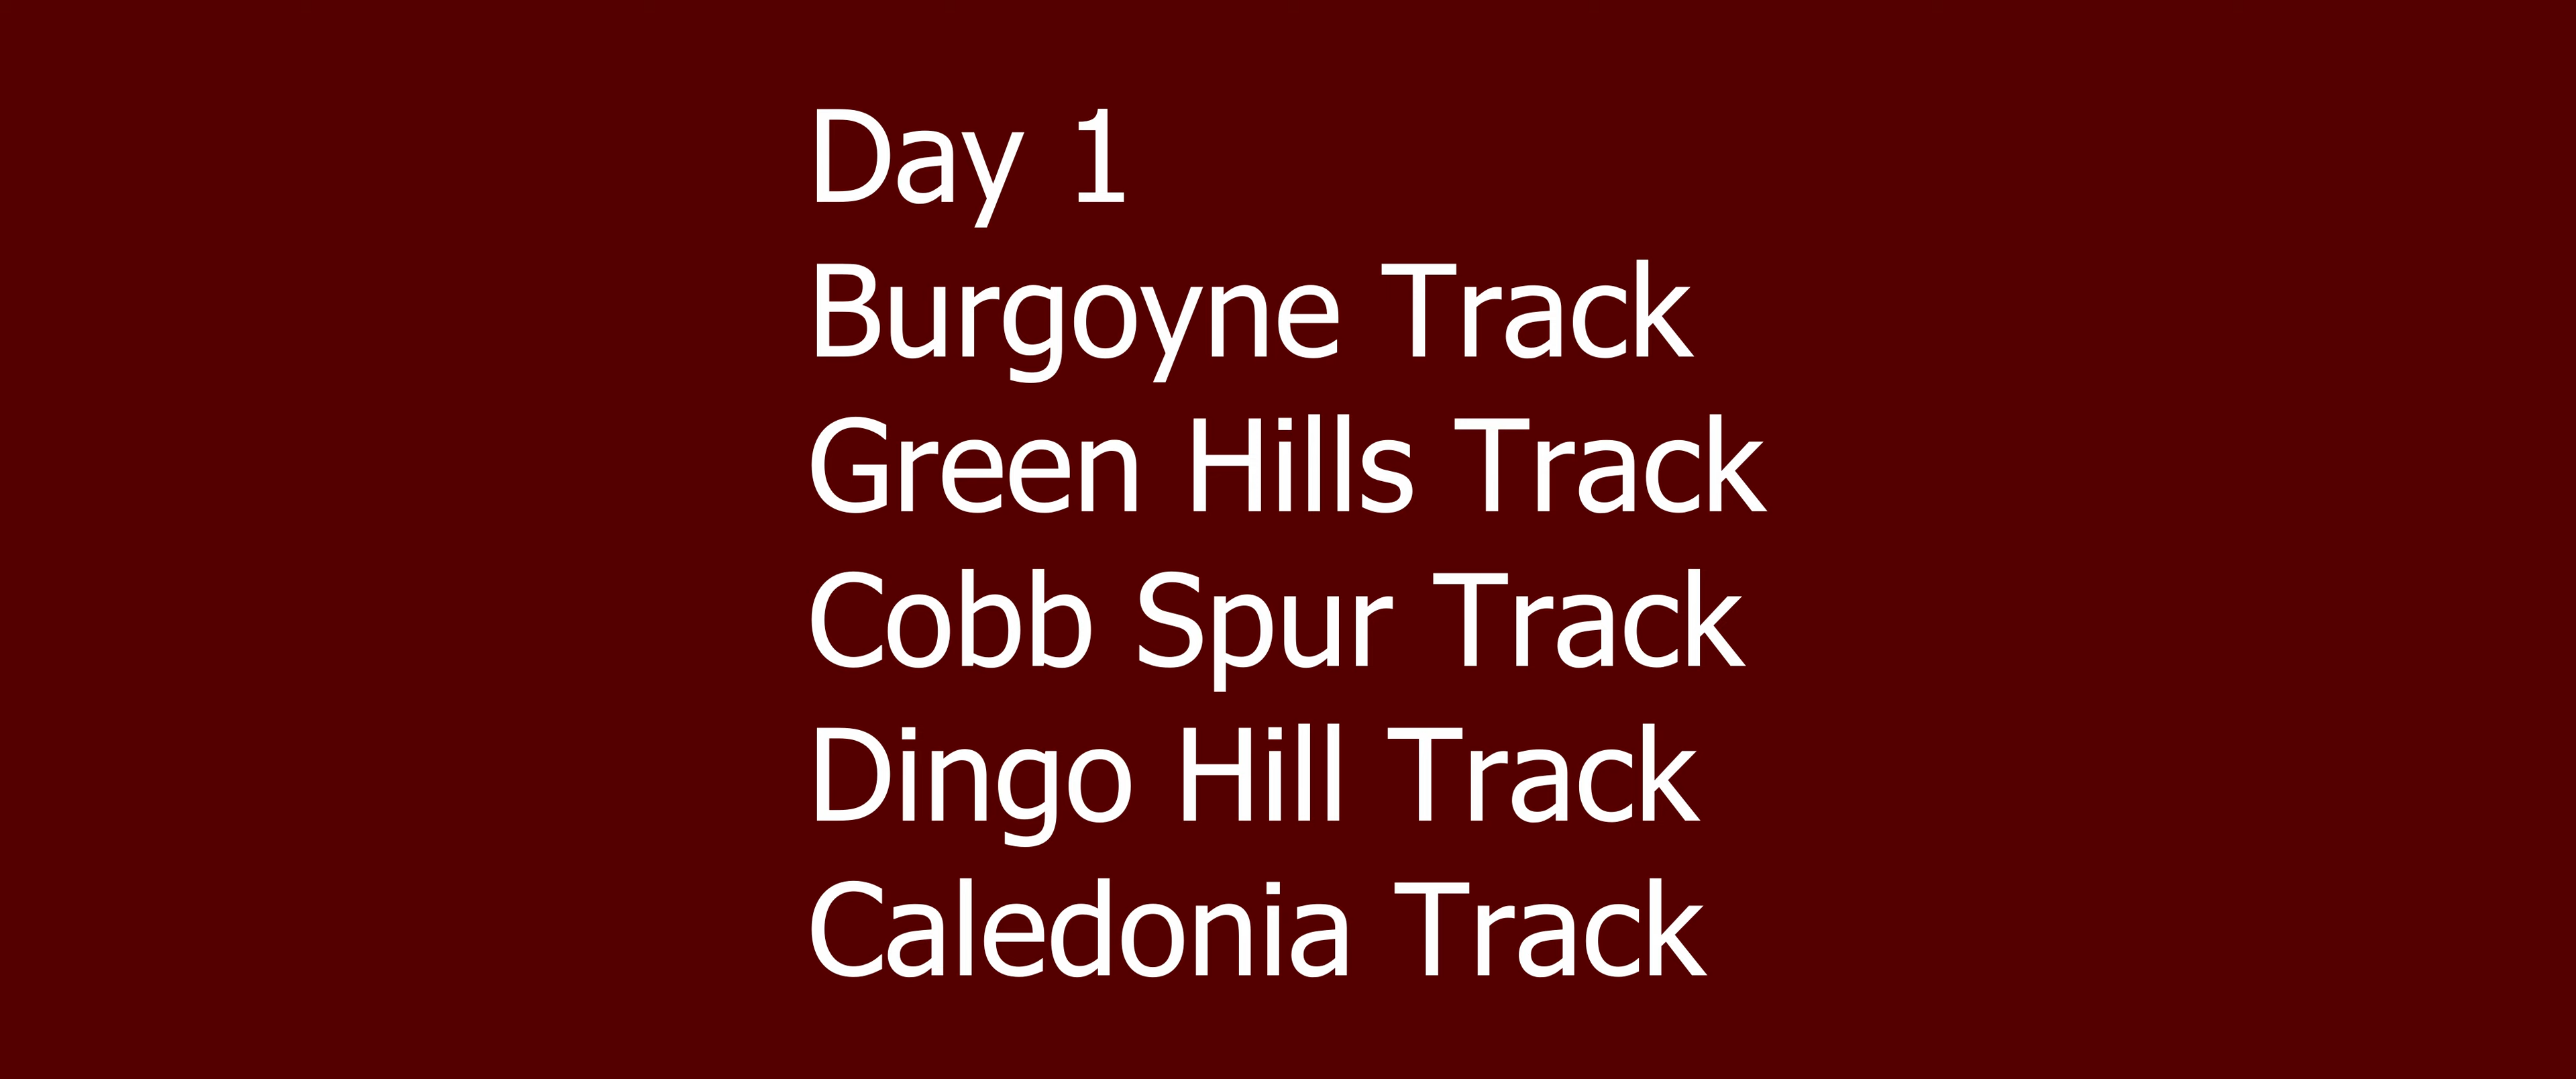 Day 1
Burgoyne Track
Green Hills Track
Cobb Spur Track
Dingo Hill Track
Caledonia Track